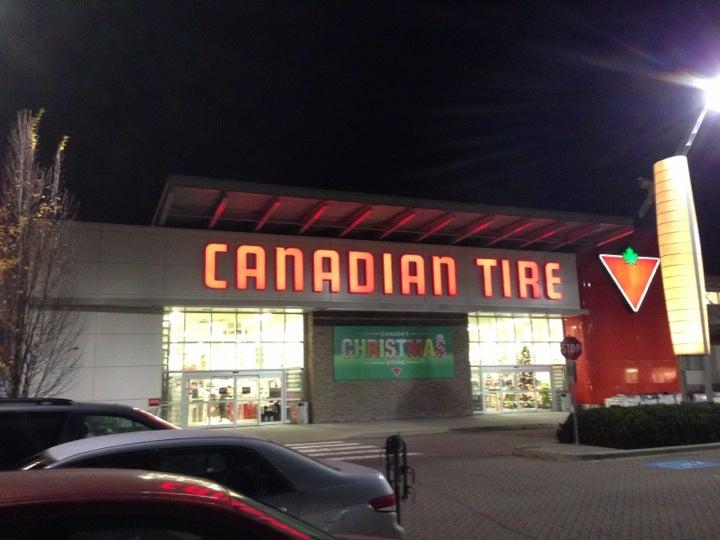 CANADIAN TIRE
CANADA'S
CHRISTMAS
STORE
STOP